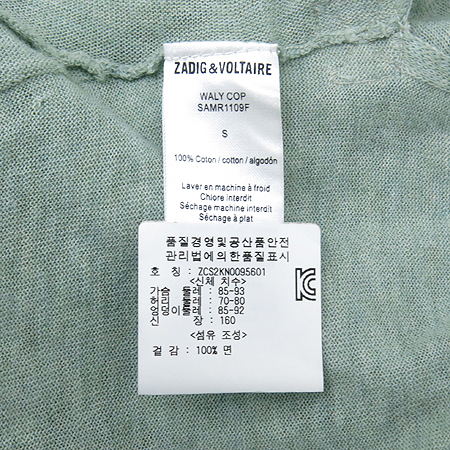 ZADIG & VOLTAIRE
WALY COP
SAMR1109F
S
100% Coton / cotton / algodón
Laver en machine à froid
Chlore interdit
Séchage machine interdit
Séchage à plat
품질경영및공산품안전
관리법에의한품질표시
호 칭 : ZCS2KN0095601
<신체 치수>
가슴 둘레 : 85-93
허리 둘레 : 70-80
엉덩이둘레 : 85-92
신 장 : 160
<섬유 조성>
겉 감 : 100% 면